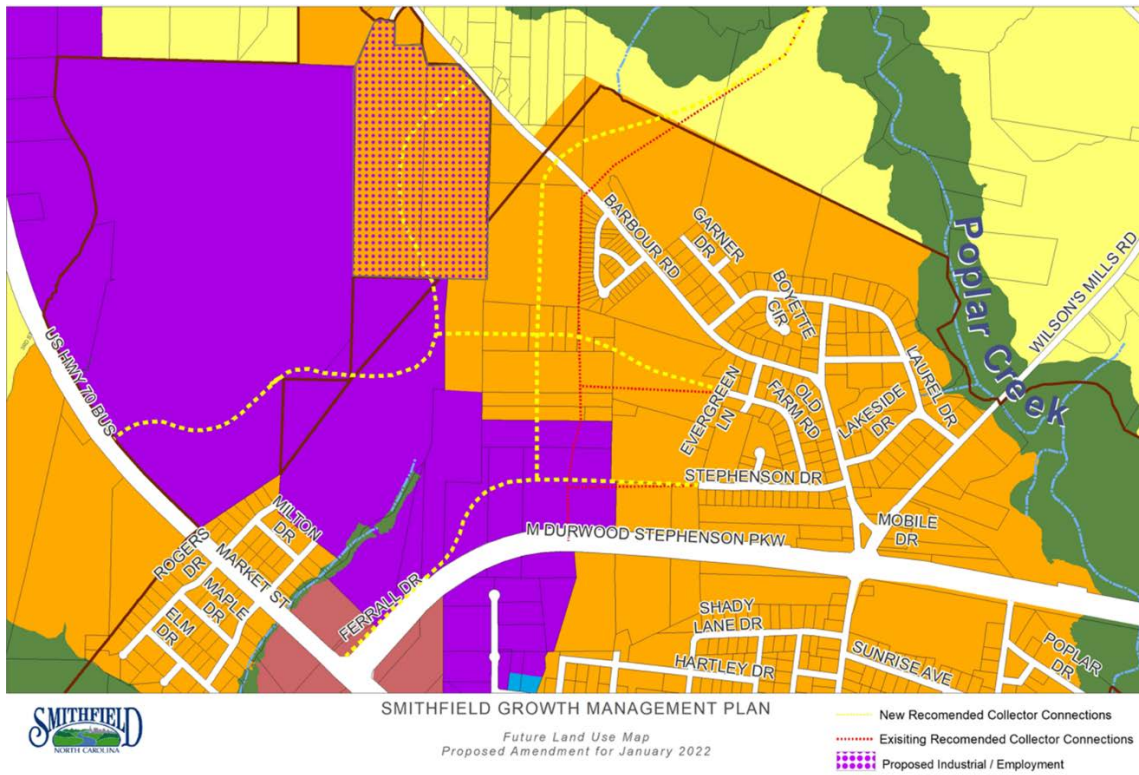 BARBOUR RD
GARNER
DR
BOYETTE
CIR
Poplar Creek
WILSON'S MILLS RD
US HWY 70 BUS
LAUREL DR
EVERGREEN
LN
OLD
FARM RD
LAKESIDE
DR
STEPHENSON DR
MILTON
DR
ROGERS
DR
MARKET ST
MAPLE
DR
ELM
DR
FERRALL DR
M DURWOOD STEPHENSON PKW
MOBILE
DR
SHADY
LANE DR
HARTLEY DR
SUNRISE AVE
POPLAR
DR
SMITHFIELD
NORTH CAROLINA
SMITHFIELD GROWTH MANAGEMENT PLAN
Future Land Use Map
Proposed Amendment for January 2022
New Recomended Collector Connections
Exisiting Recomended Collector Connections
Proposed Industrial / Employment